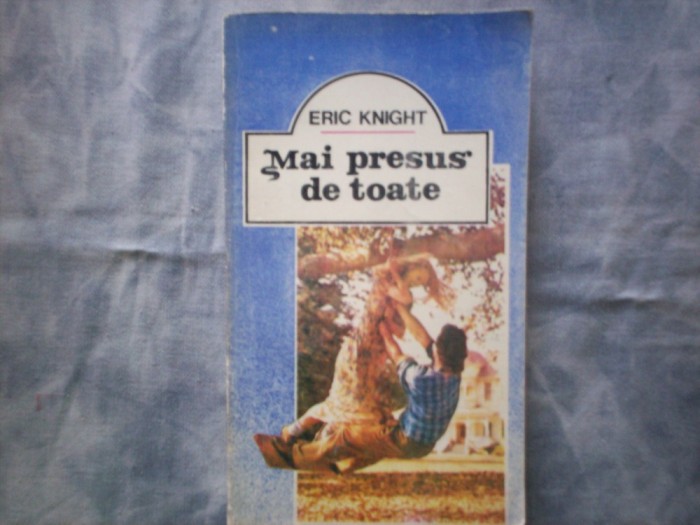 ERIC KNIGHT
Mai presus
de toate